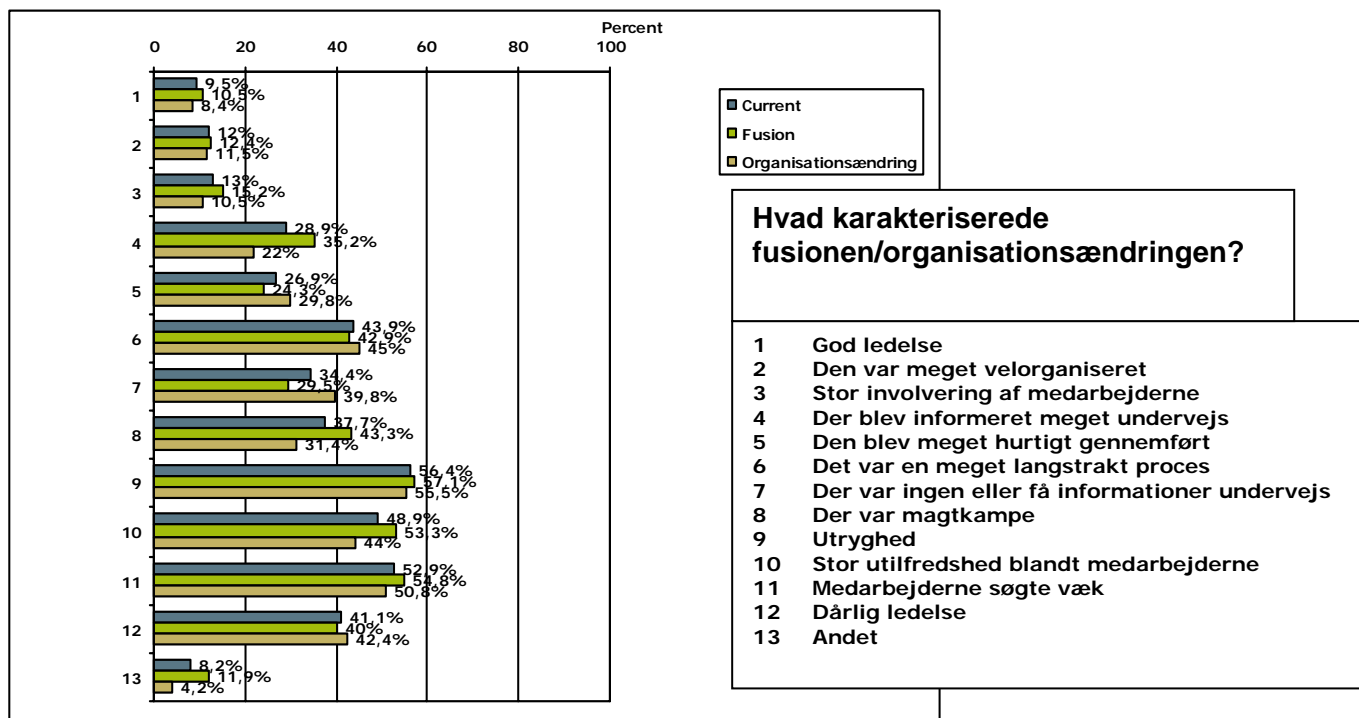 Percent
0 20 40 60 80 100
1 9,5% 10,5% 8,4%
2 12% 12,4% 11,5%
3 13% 15,2% 10,5%
4 28,9% 35,2% 22%
5 26,9% 24,3% 29,8%
6 43,9% 42,9% 45%
7 34,4% 29,5% 39,8%
8 37,7% 43,3% 31,4%
9 56,4% 57,1% 55,5%
10 48,9% 53,3% 44%
11 52,9% 54,8% 50,8%
12 41,1% 40% 42,4%
13 8,2% 11,9% 4,2%
Current
Fusion
Organisationsændring
Hvad karakteriserede
fusionen/organisationsændringen?
1 God ledelse
2 Den var meget velorganiseret
3 Stor involvering af medarbejderne
4 Der blev informeret meget undervejs
5 Den blev meget hurtigt gennemført
6 Det var en meget langstrakt proces
7 Der var ingen eller få informationer undervejs
8 Der var magtkampe
9 Utryghed
10 Stor utilfredshed blandt medarbejderne
11 Medarbejderne søgte væk
12 Dårlig ledelse
13 Andet